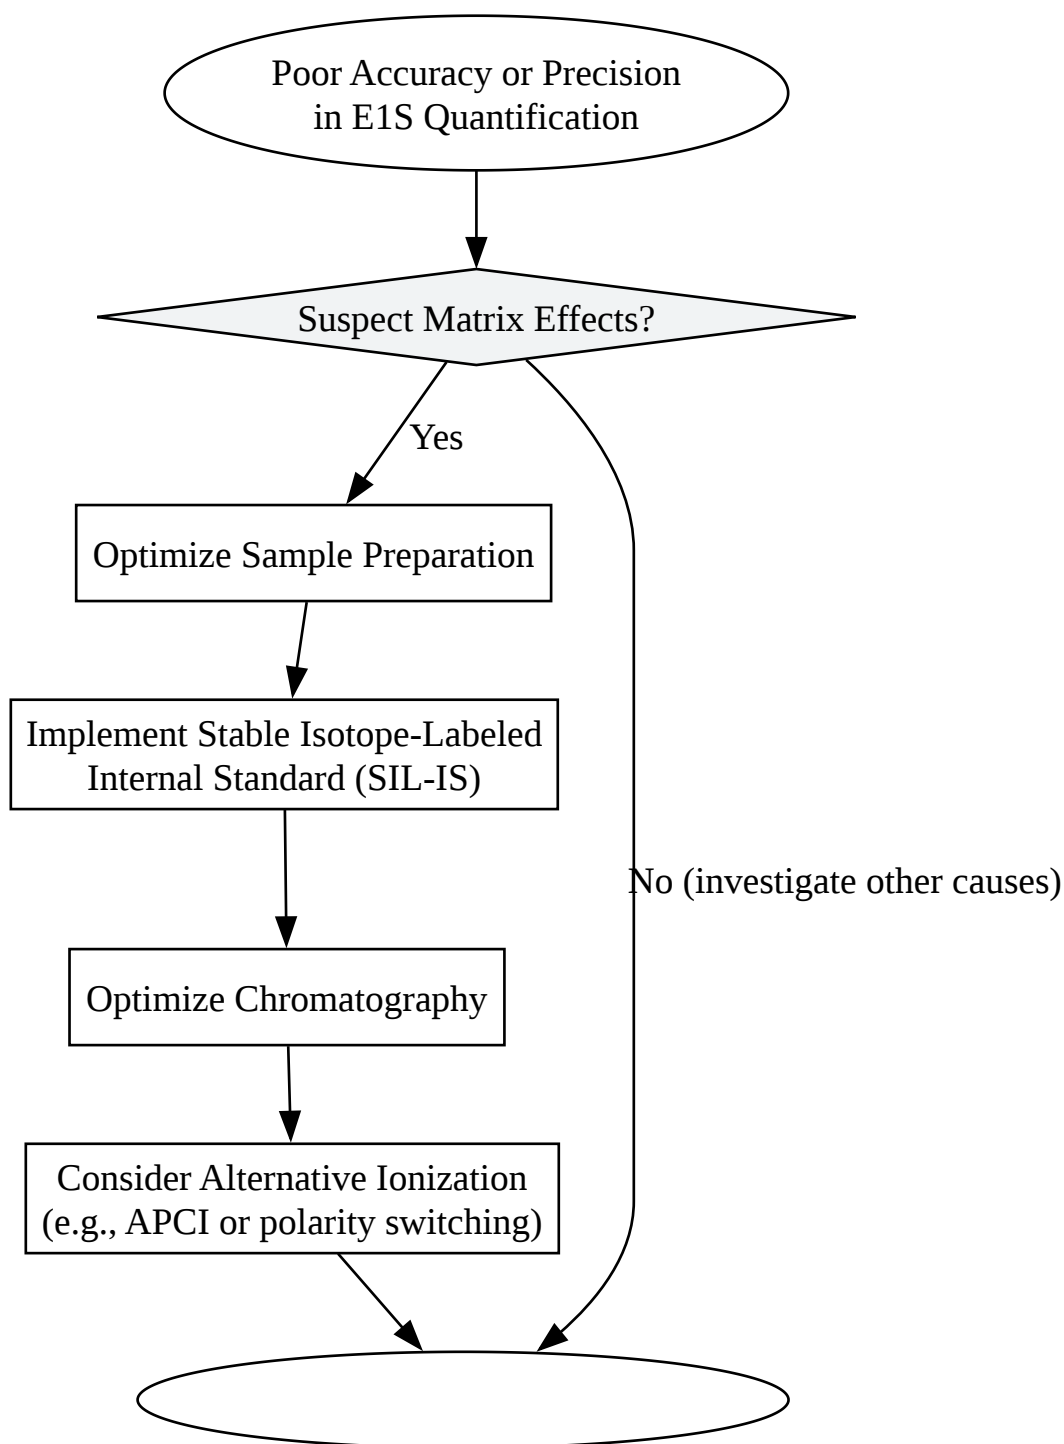 Poor Accuracy or Precision
in E1S Quantification
Suspect Matrix Effects?
Yes
Optimize Sample Preparation
Implement Stable Isotope-Labeled
Internal Standard (SIL-IS)
No (investigate other causes)
Optimize Chromatography
Consider Alternative Ionization
(e.g., APCI or polarity switching)